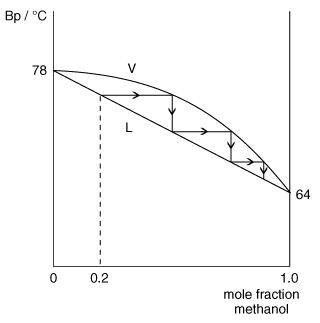 Bp / °C
78
V
L
64
0
0.2
1.0
mole fraction
methanol